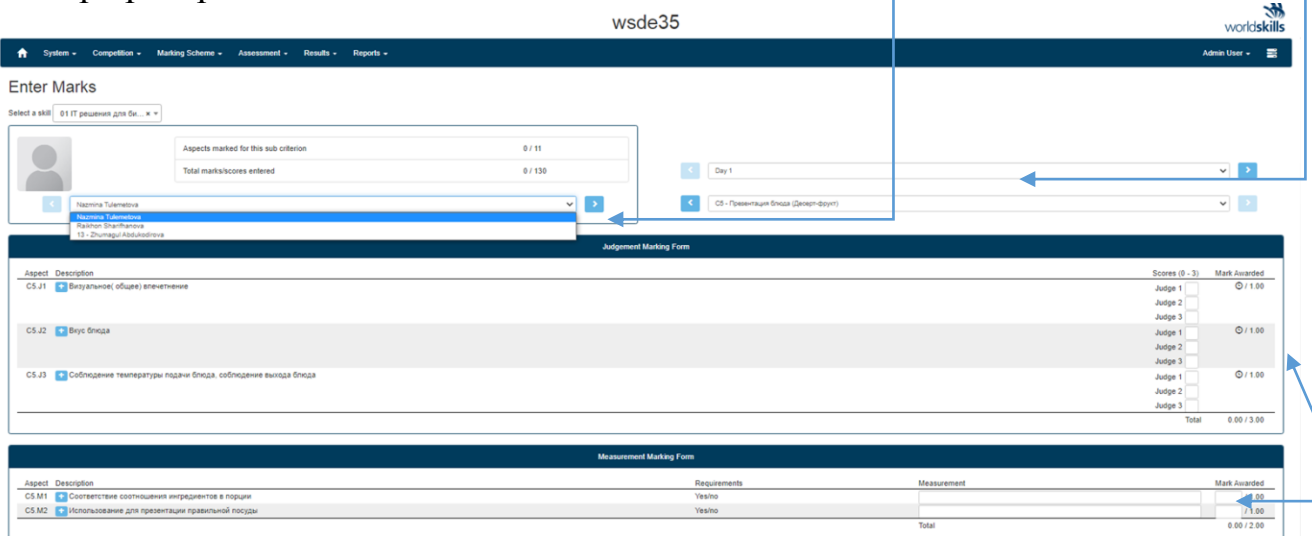 wsde35
worldskills
System Competition Marking Scheme Assessment Results Reports Admin User
Enter Marks
Select a skill 01 IT решения для би... ×
Aspects marked for this sub criterion 0 / 11
Total marks/scores entered 0 / 130
Day 1
Nazmina Tulemetova
C5 - Презентация блюда (Десерт-фрукт)
Nazmina Tulemetova
Raikhon Sharifhanova
13 - Zhumagul Abdukodirova
Judgement Marking Form
Aspect Description Scores (0 - 3) Mark Awarded
C5.J1 Визуальное( общее) впечетнение Judge 1 / 1.00
Judge 2
Judge 3
C5.J2 Вкус блюда Judge 1 / 1.00
Judge 2
Judge 3
C5.J3 Соблюдение температуры подачи блюда, соблюдение выхода блюда Judge 1 / 1.00
Judge 2
Judge 3
Total 0.00 / 3.00
Measurement Marking Form
Aspect Description Requirements Measurement Mark Awarded
C5.M1 Соответствие соотношения ингредиентов в порции Yes/no / 1.00
C5.M2 Использование для презентации правильной посуды Yes/no / 1.00
Total 0.00 / 2.00